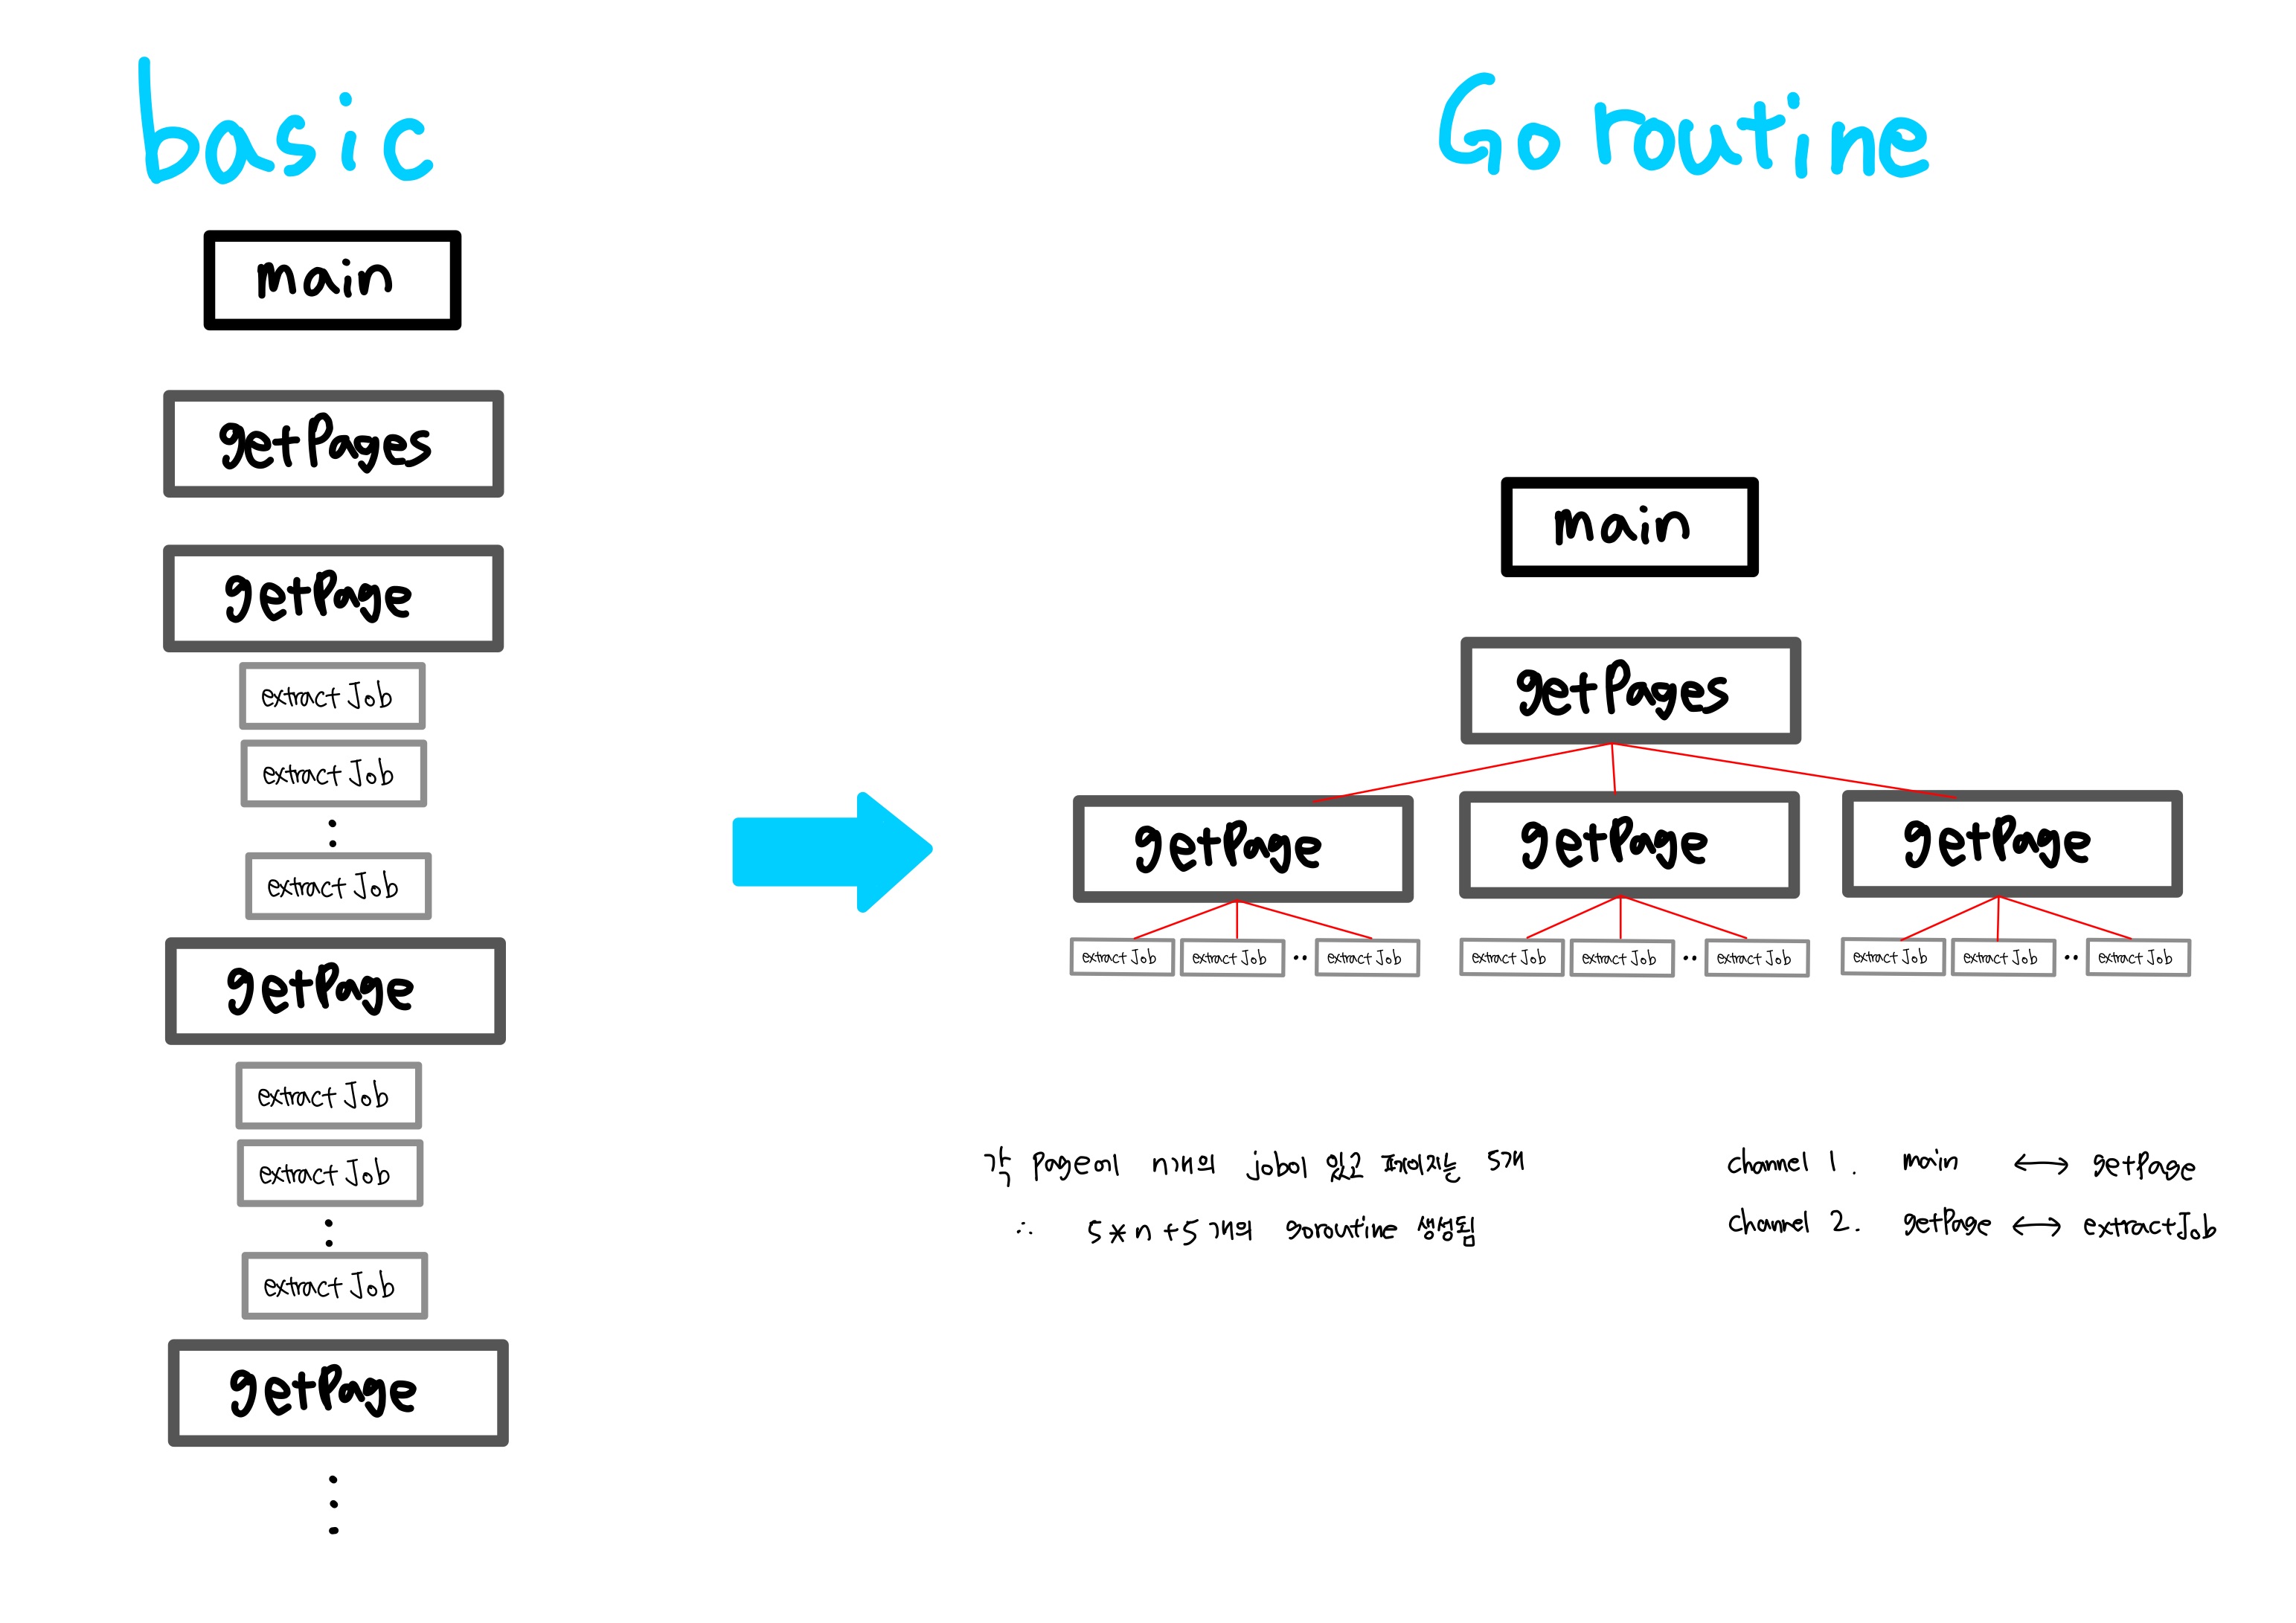 basic
main
getPages
getPage
extract Job
extract Job
extract Job
getPage
extract Job
extract Job
extract Job
getPage
Go routine
main
getPages
getPage getPage getPage
extract Job extract Job .. extract Job extract Job extract Job .. extract Job extract Job extract Job .. extract Job
각 Page에 n개의 job이 있고 페이지는 5개
∴ 5*n+5개의 goroutine 생성됨
channel 1. main ↔ getPage
channel 2. getPage ↔ extractJob